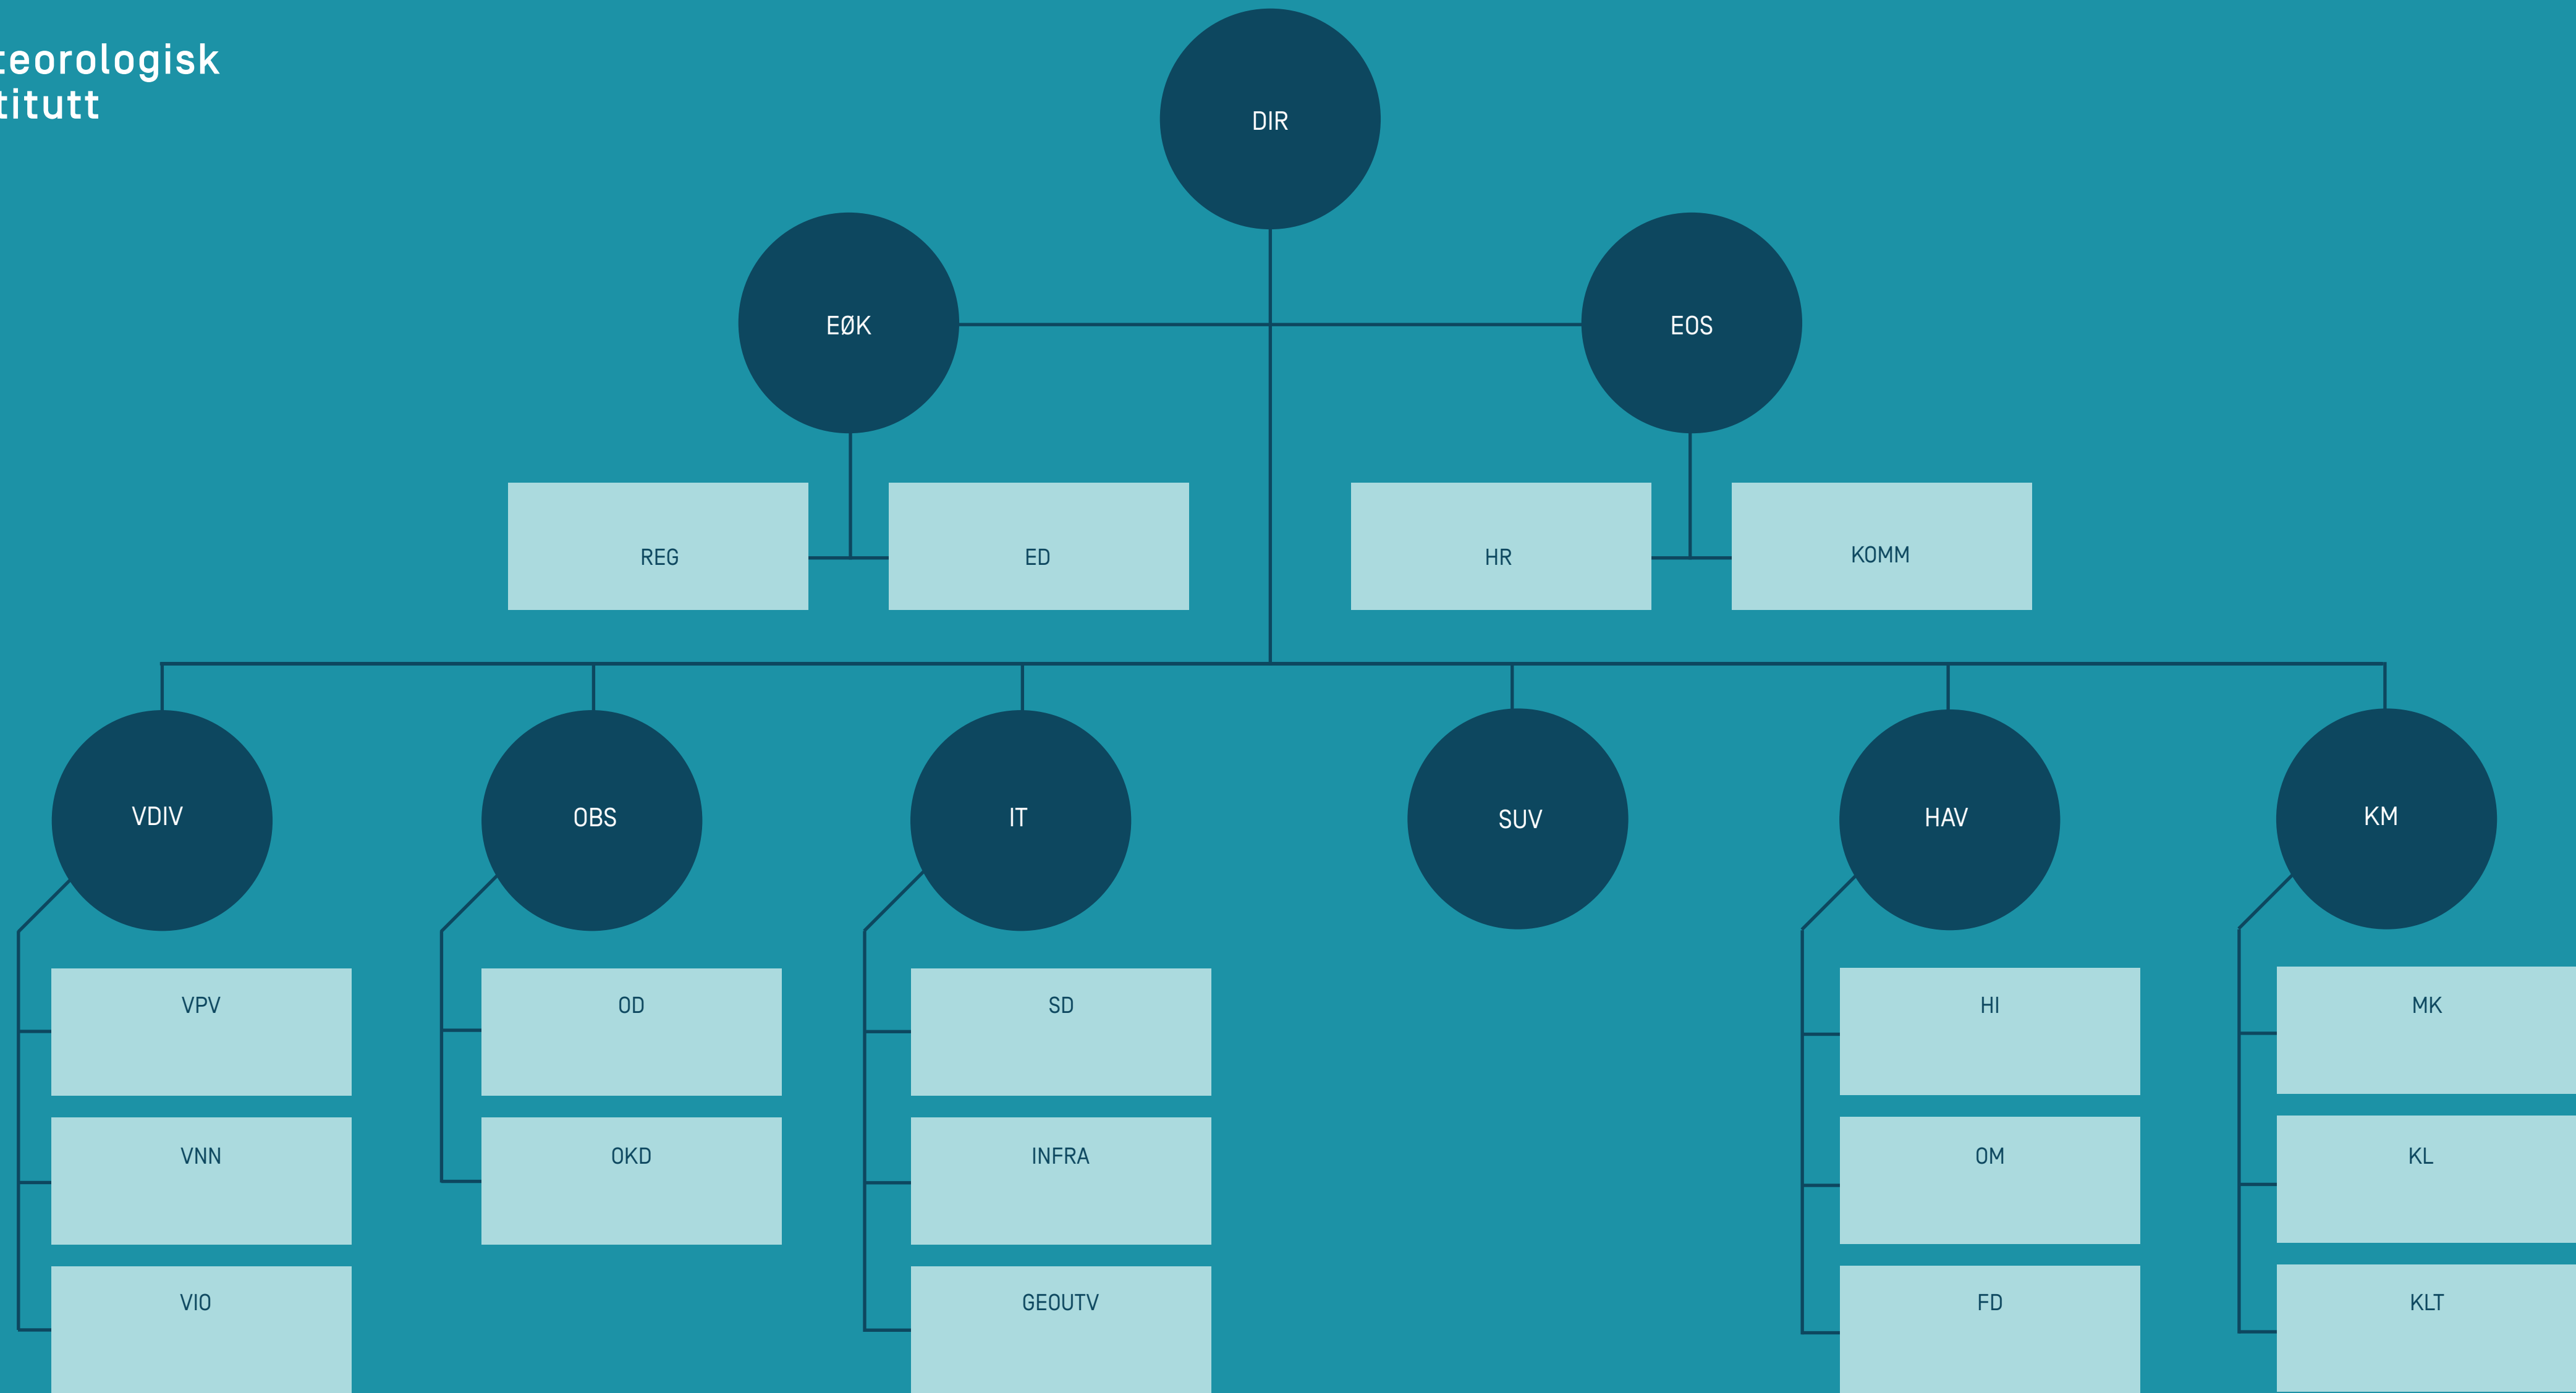 teorologisk
titutt
DIR
EØK
EOS
REG
ED
HR
KOMM
VDIV
OBS
IT
SUV
HAV
KM
VPV
OD
SD
HI
MK
VNN
OKD
INFRA
OM
KL
VIO
GEOUTV
FD
KLT